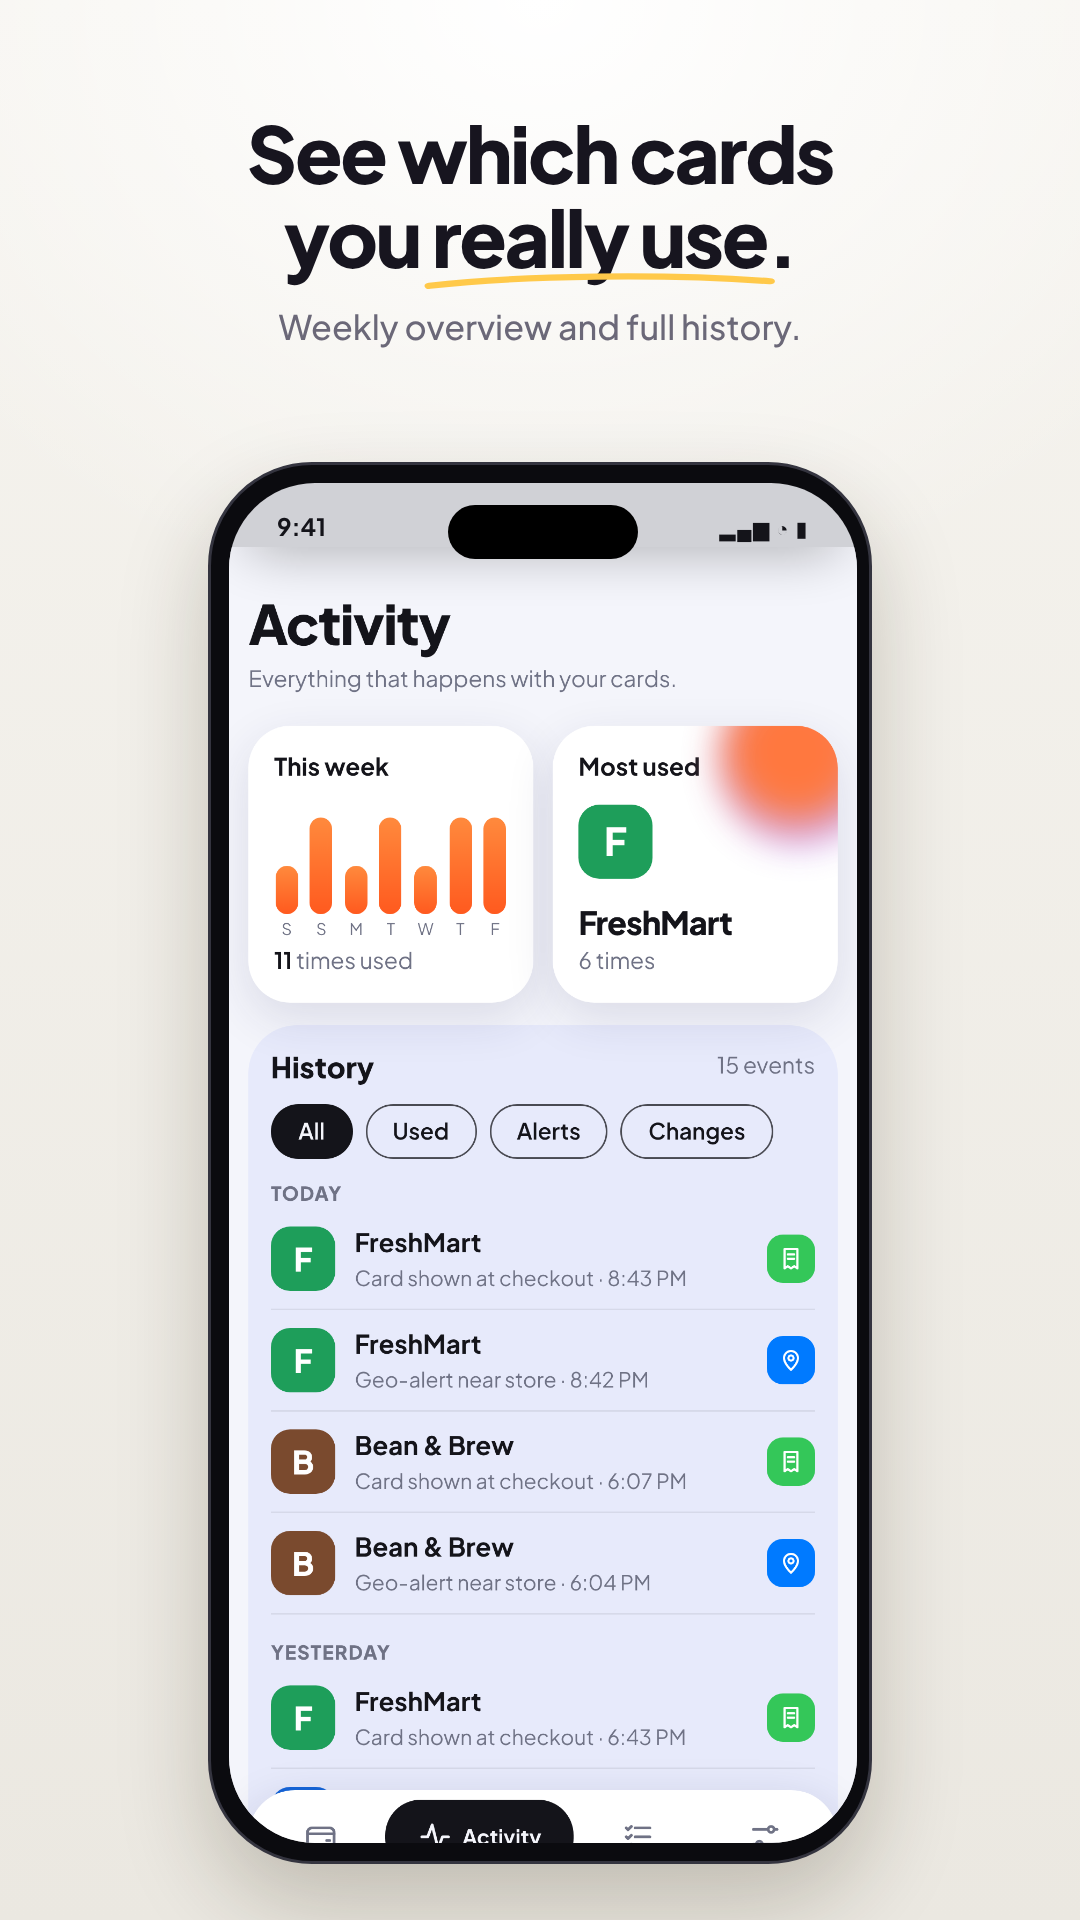 See which cards
you really use.
Weekly overview and full history.
9:41
Activity
Everything that happens with your cards.
This week
S S M T W T F
11 times used
Most used
F
FreshMart
6 times
History
15 events
All Used Alerts Changes
TODAY
F
FreshMart
Card shown at checkout · 8:43 PM
F
FreshMart
Geo-alert near store · 8:42 PM
B
Bean & Brew
Card shown at checkout · 6:07 PM
B
Bean & Brew
Geo-alert near store · 6:04 PM
YESTERDAY
F
FreshMart
Card shown at checkout · 6:43 PM
Activity